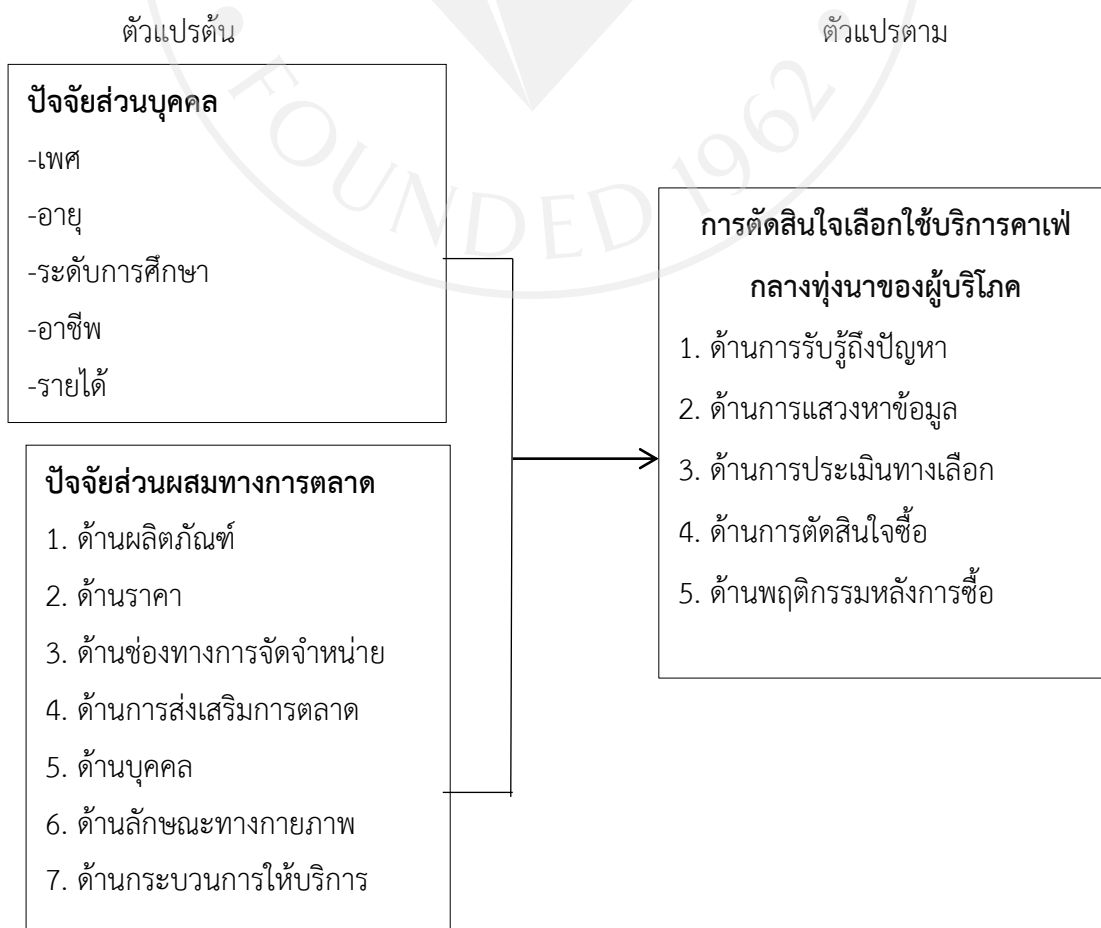 ตัวแปรต้น
ตัวแปรตาม
ปัจจัยส่วนบุคคล
-เพศ
-อายุ
-ระดับการศึกษา
-อาชีพ
-รายได้
ปัจจัยส่วนผสมทางการตลาด
1. ด้านผลิตภัณฑ์
2. ด้านราคา
3. ด้านช่องทางการจัดจำหน่าย
4. ด้านการส่งเสริมการตลาด
5. ด้านบุคคล
6. ด้านลักษณะทางกายภาพ
7. ด้านกระบวนการให้บริการ
การตัดสินใจเลือกใช้บริการคาเฟ่
กลางทุ่งนาของผู้บริโภค
1. ด้านการรับรู้ถึงปัญหา
2. ด้านการแสวงหาข้อมูล
3. ด้านการประเมินทางเลือก
4. ด้านการตัดสินใจซื้อ
5. ด้านพฤติกรรมหลังการซื้อ
FOUNDED 1962